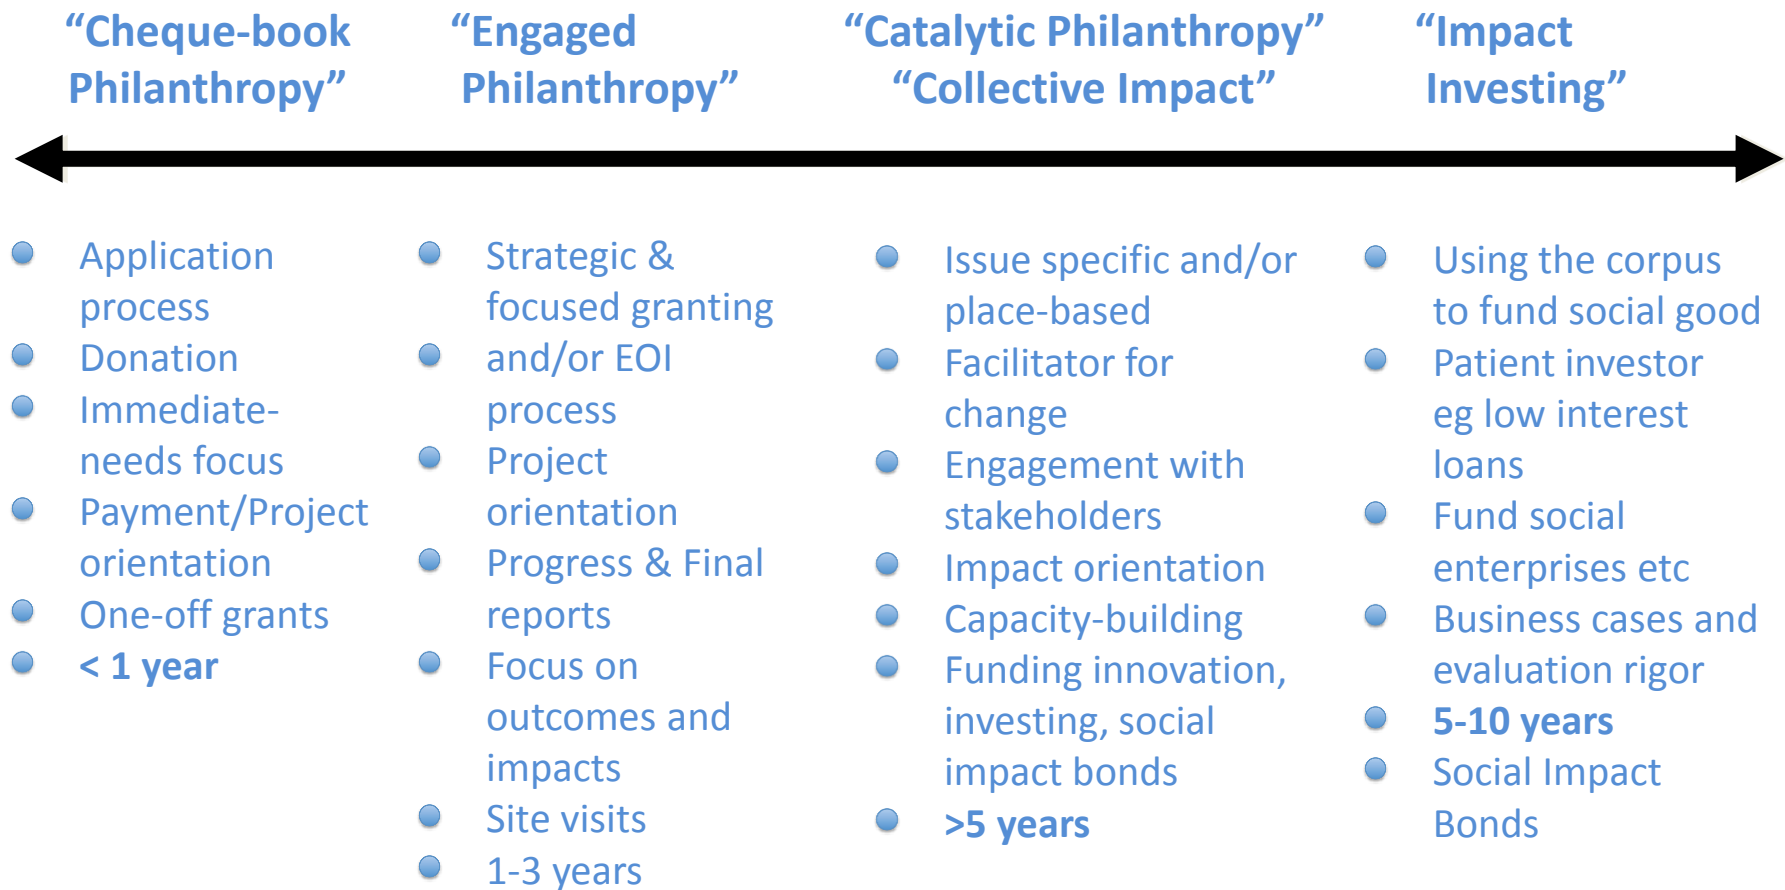 “Cheque-book
Philanthropy”
“Engaged
Philanthropy”
“Catalytic Philanthropy”
“Collective Impact”
“Impact
Investing”
Application
process
Donation
Immediate-
needs focus
Payment/Project
orientation
One-off grants
< 1 year
Strategic &
focused granting
and/or EOI
process
Project
orientation
Progress & Final
reports
Focus on
outcomes and
impacts
Site visits
1-3 years
Issue specific and/or
place-based
Facilitator for
change
Engagement with
stakeholders
Impact orientation
Capacity-building
Funding innovation,
investing, social
impact bonds
>5 years
Using the corpus
to fund social good
Patient investor
eg low interest
loans
Fund social
enterprises etc
Business cases and
evaluation rigor
5-10 years
Social Impact
Bonds